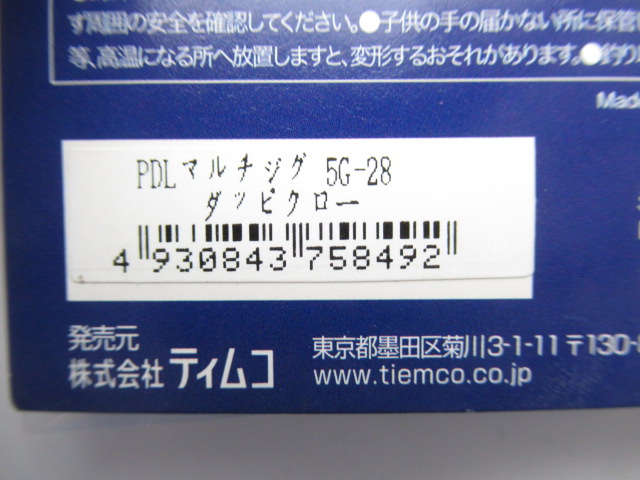 す周囲の安全を確認してください。●子供の手の届かない所に保管
等、高温になる所へ放置しますと、変形するおそれがあります。●釣り
Made
PDLマルチジグ 5G-28
ダッピクロー
4 930843 758492
発売元
株式会社 ティムコ
東京都墨田区菊川3-1-11 〒130-
www.tiemco.co.jp